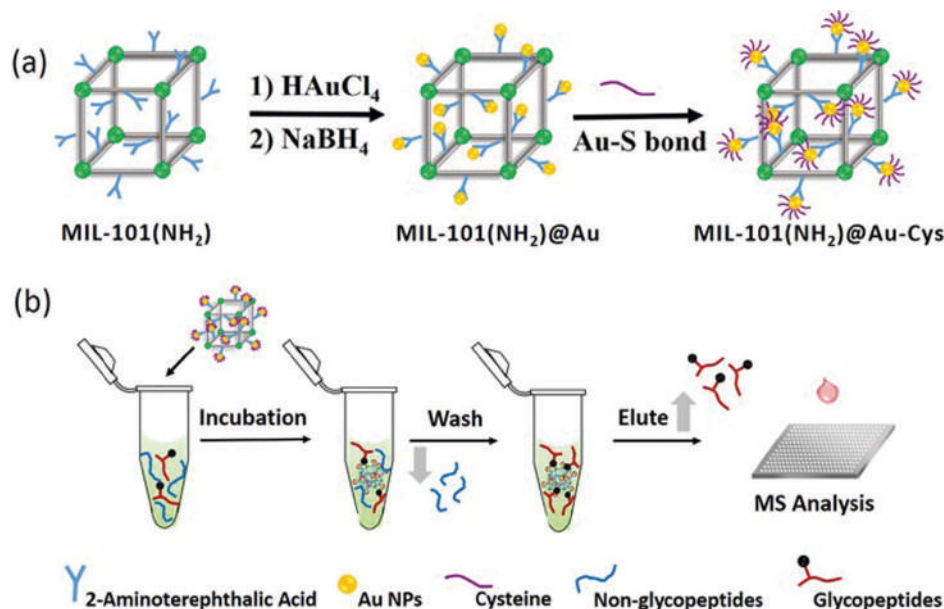 (a)
1) HAuCl₄
2) NaBH₄
Au-S bond
MIL-101(NH₂)
MIL-101(NH₂)@Au
MIL-101(NH₂)@Au-Cys
(b)
Incubation
Wash
Elute
MS Analysis
2-Aminoterephthalic Acid
Au NPs
Cysteine
Non-glycopeptides
Glycopeptides